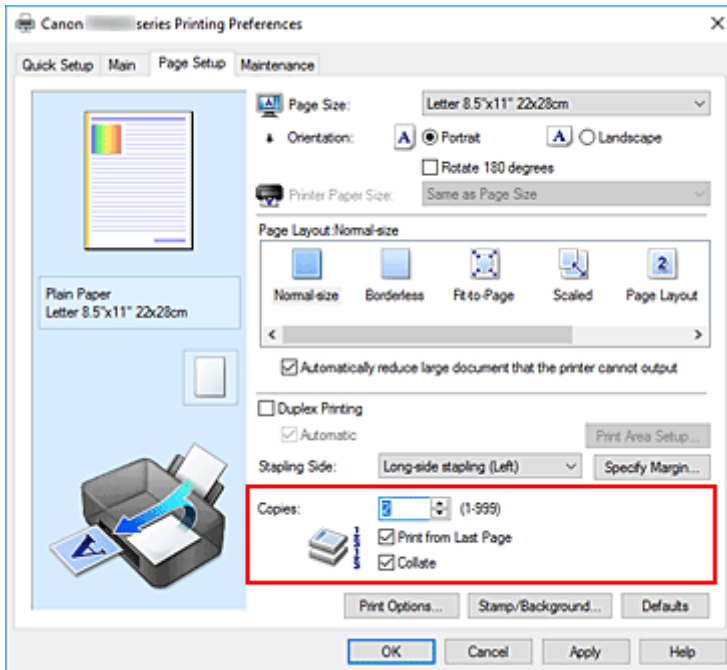 Canon series Printing Preferences
Quick Setup Main Page Setup Maintenance
Page Size: Letter 8.5"x11" 22x28cm
Orientation: A Portrait A Landscape
Rotate 180 degrees
Printer Paper Size: Same as Page Size
Page Layout:Normal-size
2
Normal-size Borderless Fit-to-Page Scaled Page Layout
Plain Paper
Letter 8.5"x11" 22x28cm
Automatically reduce large document that the printer cannot output
Duplex Printing
Automatic Print Area Setup...
Stapling Side: Long-side stapling (Left) Specify Margin...
Copies: 2 (1-999)
Print from Last Page
Collate
A
Print Options... Stamp/Background... Defaults
OK Cancel Apply Help